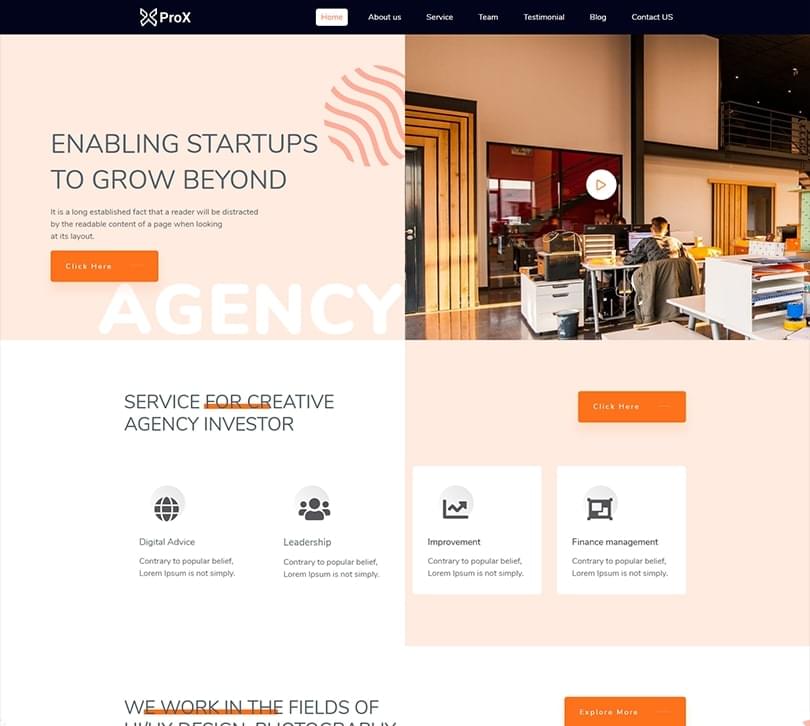 ProX
Home
About us
Service
Team
Testimonial
Blog
Contact US
ENABLING STARTUPS
TO GROW BEYOND
It is a long established fact that a reader will be distracted
by the readable content of a page when looking
at its layout.
Click Here
AGENCY
SERVICE FOR CREATIVE
AGENCY INVESTOR
Click Here
Digital Advice
Contrary to popular belief,
Lorem Ipsum is not simply.
Leadership
Contrary to popular belief,
Lorem Ipsum is not simply.
Improvement
Contrary to popular belief,
Lorem Ipsum is not simply.
Finance management
Contrary to popular belief,
Lorem Ipsum is not simply.
WE WORK IN THE FIELDS OF
UI/UX DESIGN, PHOTOGRAPHY
Explore More